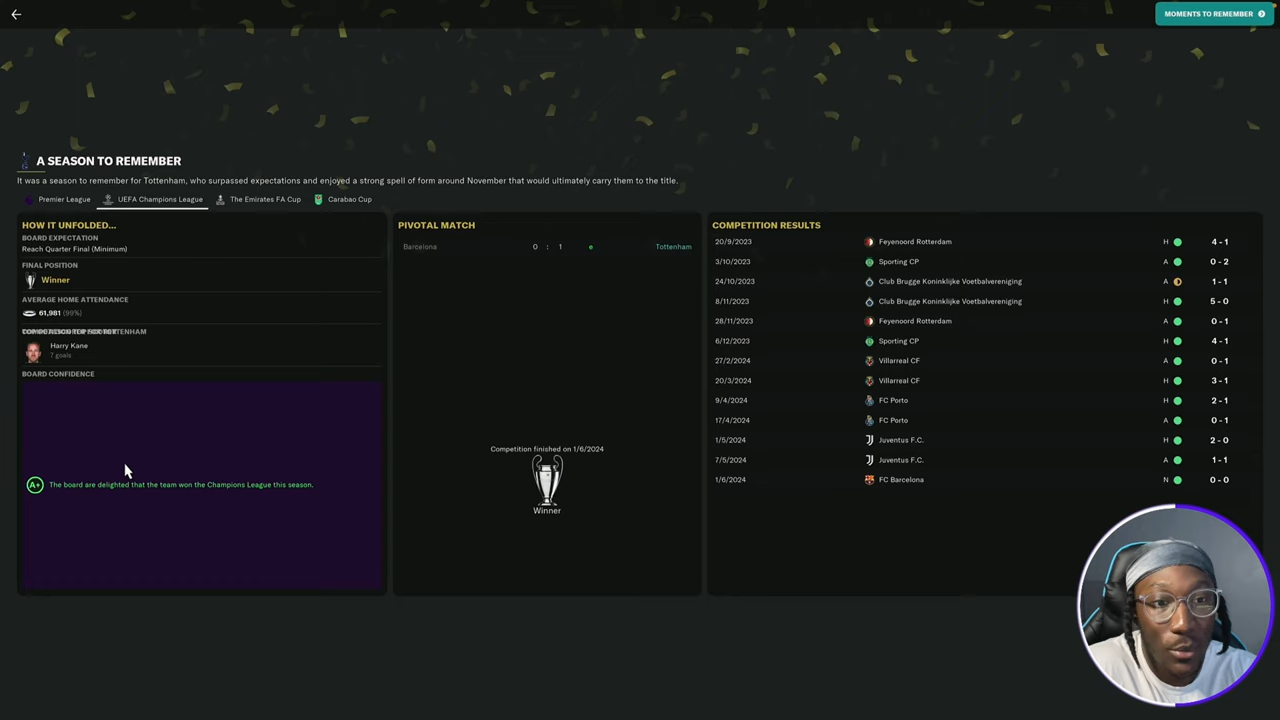 MOMENTS TO REMEMBER
A SEASON TO REMEMBER
It was a season to remember for Tottenham, who surpassed expectations and enjoyed a strong spell of form around November that would ultimately carry them to the title.
Premier League UEFA Champions League The Emirates FA Cup Carabao Cup
HOW IT UNFOLDED...
BOARD EXPECTATION
Reach Quarter Final (Minimum)
FINAL POSITION
Winner
AVERAGE HOME ATTENDANCE
61,981 (99%)
TOTTENHAM
Harry Kane
7 goals
BOARD CONFIDENCE
A+ The board are delighted that the team won the Champions League this season.
PIVOTAL MATCH
Barcelona 0 : 1 e Tottenham
Competition finished on 1/6/2024
Winner
COMPETITION RESULTS
20/9/2023 Feyenoord Rotterdam H 4 - 1
3/10/2023 Sporting CP A 0 - 2
24/10/2023 Club Brugge Koninklijke Voetbalvereniging A 1 - 1
8/11/2023 Club Brugge Koninklijke Voetbalvereniging H 5 - 0
28/11/2023 Feyenoord Rotterdam A 0 - 1
6/12/2023 Sporting CP H 4 - 1
27/2/2024 Villarreal CF A 0 - 1
20/3/2024 Villarreal CF H 3 - 1
9/4/2024 FC Porto H 2 - 1
17/4/2024 FC Porto A 0 - 1
1/5/2024 Juventus F.C. H 2 - 0
7/5/2024 Juventus F.C. A 1 - 1
1/6/2024 FC Barcelona N 0 - 0